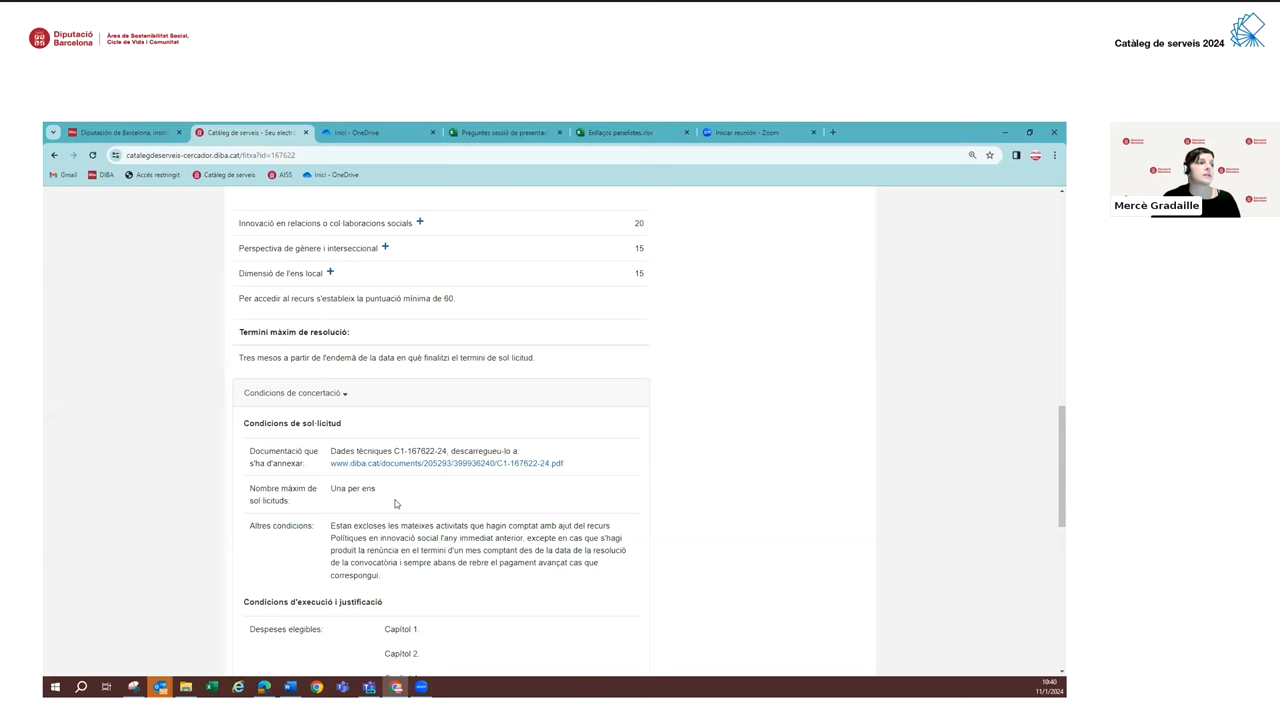 Diputació
Barcelona
Àrea de Sostenibilitat Social,
Cicle de Vida i Comunitat
Catàleg de serveis 2024
Diputación de Barcelona, instit
Catàleg de serveis - Seu electrò
Inici - OneDrive
Preguntes sessió de presentac
Enllaços panelistes.xlsx
Iniciar reunión - Zoom
catalegdeserveis-cercador.diba.cat/fitxa?id=167622
Gmail
DIBA
Accés restringit
Catàleg de serveis
AISS
Inici - OneDrive
Mercè Gradaille
Innovació en relacions o col·laboracions socials + 20
Perspectiva de gènere i interseccional + 15
Dimensió de l'ens local + 15
Per accedir al recurs s'estableix la puntuació mínima de 60.
Termini màxim de resolució:
Tres mesos a partir de l'endemà de la data en què finalitzi el termini de sol·licitud.
Condicions de concertació
Condicions de sol·licitud
Documentació que
s'ha d'annexar:
Dades tècniques C1-167622-24, descarregueu-lo a:
www.diba.cat/documents/205293/399936240/C1-167622-24.pdf
Nombre màxim de
sol·licituds:
Una per ens
Altres condicions:
Estan excloses les mateixes activitats que hagin comptat amb ajut del recurs
Polítiques en innovació social l'any immediat anterior, excepte en cas que s'hagi
produït la renúncia en el termini d'un mes comptant des de la data de la resolució
de la convocatòria i sempre abans de rebre el pagament avançat cas que
correspongui.
Condicions d'execució i justificació
Despeses elegibles:
Capítol 1.
Capítol 2.
10:40
11/1/2024